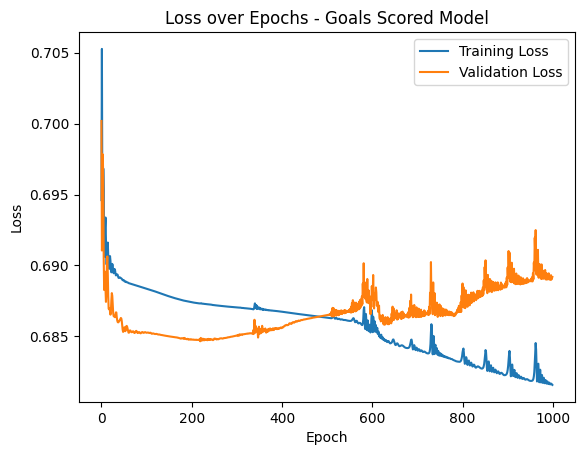 Loss over Epochs - Goals Scored Model
Training Loss
Validation Loss
0.705
0.700
0.695
0.690
0.685
Loss
0 200 400 600 800 1000
Epoch